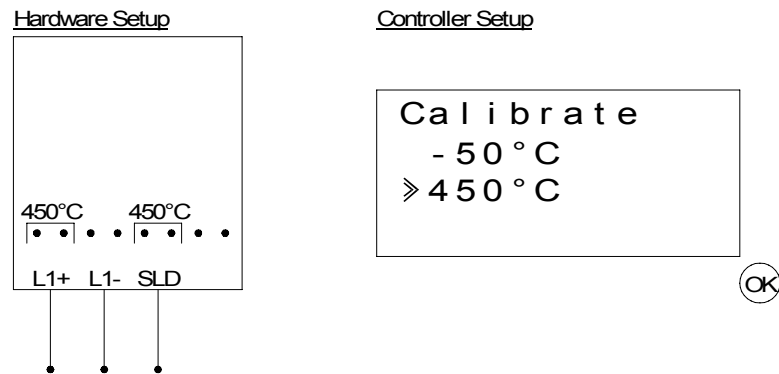 Hardware Setup
450°C 450°C
L1+ L1- SLD
Controller Setup
Calibrate
-50°C
>450°C
OK